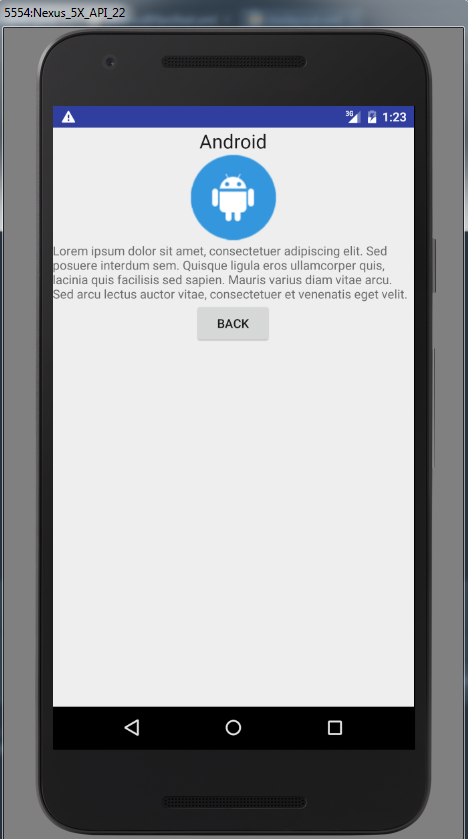 5554:Nexus_5X_API_22
3G
1:23
Android
Lorem ipsum dolor sit amet, consectetuer adipiscing elit. Sed
posuere interdum sem. Quisque ligula eros ullamcorper quis,
lacinia quis facilisis sed sapien. Mauris varius diam vitae arcu.
Sed arcu lectus auctor vitae, consectetuer et venenatis eget velit.
BACK